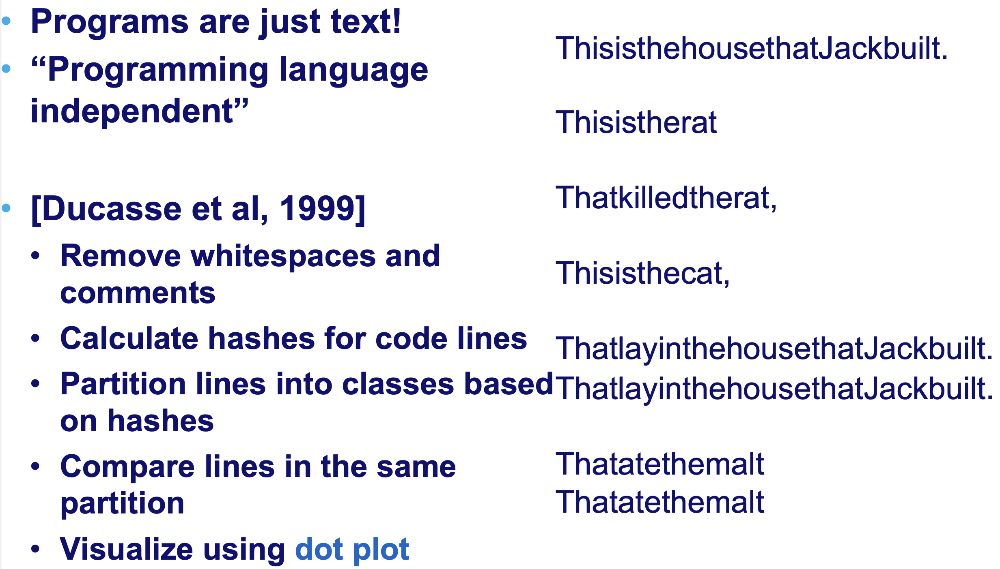 • Programs are just text!
• “Programming language
independent”
• [Ducasse et al, 1999]
• Remove whitespaces and
comments
• Calculate hashes for code lines
• Partition lines into classes based
on hashes
• Compare lines in the same
partition
• Visualize using dot plot
ThisisthehousethatJackbuilt.
Thisistherat
Thatkilledtherat,
Thisisthecat,
ThatlayinthehousethatJackbuilt.
ThatlayinthehousethatJackbuilt.
Thatatethemalt
Thatatethemalt